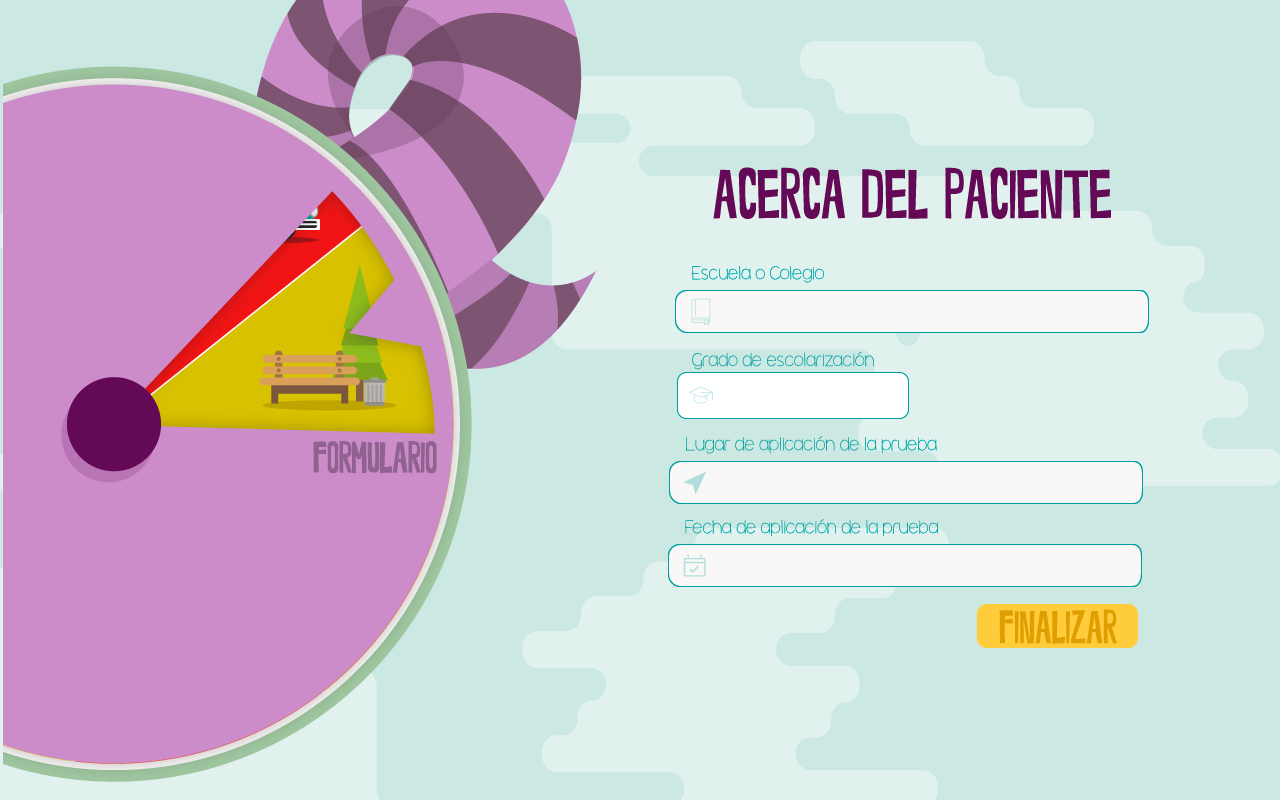 ACERCA DEL PACIENTE
Escuela o Colegio
Grado de escolarización
Lugar de aplicación de la prueba
Fecha de aplicación de la prueba
FINALIZAR
FORMULARIO